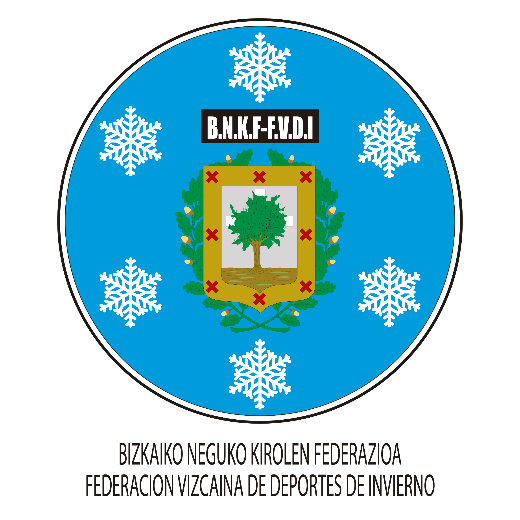 B.N.K.F-F.V.D.I
BIZKAIKO NEGUKO KIROLEN FEDERAZIOA
FEDERACION VIZCAINA DE DEPORTES DE INVIERNO